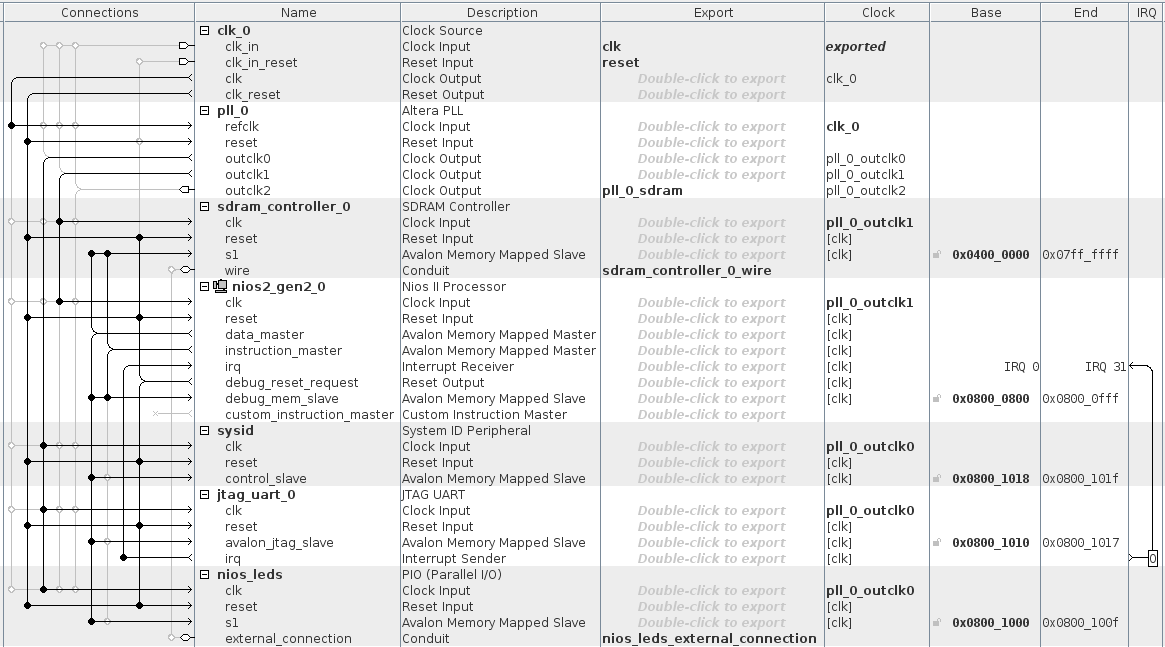 Connections Name Description Export Clock Base End IRQ
clk_0 Clock Source
clk_in Clock Input clk exported
clk_in_reset Reset Input reset
clk Clock Output Double-click to export clk_0
clk_reset Reset Output Double-click to export
pll_0 Altera PLL
refclk Clock Input Double-click to export clk_0
reset Reset Input Double-click to export
outclk0 Clock Output Double-click to export pll_0_outclk0
outclk1 Clock Output Double-click to export pll_0_outclk1
outclk2 Clock Output pll_0_sdram pll_0_outclk2
sdram_controller_0 SDRAM Controller
clk Clock Input Double-click to export pll_0_outclk1
reset Reset Input Double-click to export [clk]
s1 Avalon Memory Mapped Slave Double-click to export [clk] 0x0400_0000 0x07ff_ffff
wire Conduit sdram_controller_0_wire
nios2_gen2_0 Nios II Processor
clk Clock Input Double-click to export pll_0_outclk1
reset Reset Input Double-click to export [clk]
data_master Avalon Memory Mapped Master Double-click to export [clk]
instruction_master Avalon Memory Mapped Master Double-click to export [clk]
irq Interrupt Receiver Double-click to export [clk] IRQ 0 IRQ 31
debug_reset_request Reset Output Double-click to export [clk]
debug_mem_slave Avalon Memory Mapped Slave Double-click to export [clk] 0x0800_0800 0x0800_0fff
custom_instruction_master Custom Instruction Master Double-click to export
sysid System ID Peripheral
clk Clock Input Double-click to export pll_0_outclk0
reset Reset Input Double-click to export [clk]
control_slave Avalon Memory Mapped Slave Double-click to export [clk] 0x0800_1018 0x0800_101f
jtag_uart_0 JTAG UART
clk Clock Input Double-click to export pll_0_outclk0
reset Reset Input Double-click to export [clk]
avalon_jtag_slave Avalon Memory Mapped Slave Double-click to export [clk] 0x0800_1010 0x0800_1017
irq Interrupt Sender Double-click to export [clk] 0
nios_leds PIO (Parallel I/O)
clk Clock Input Double-click to export pll_0_outclk0
reset Reset Input Double-click to export [clk]
s1 Avalon Memory Mapped Slave Double-click to export [clk] 0x0800_1000 0x0800_100f
external_connection Conduit nios_leds_external_connection